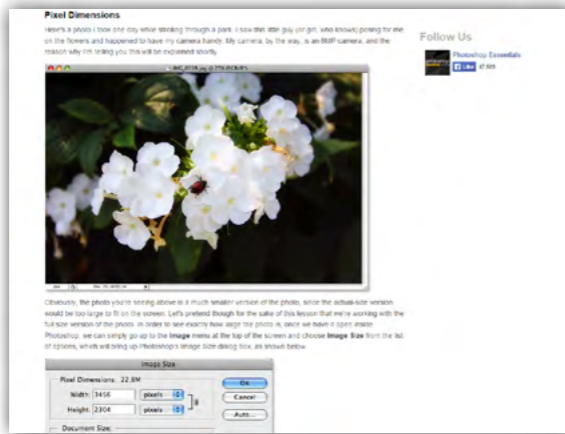 Pixel Dimensions
Here's a photo I took one day while strolling through a park. I saw this little guy (or girl, who knows) posing for me
on the flowers and happened to have my camera handy. My camera, by the way, is an 8MP camera, and the
reason why I'm telling you this will be explained shortly.
Follow Us
Photoshop Essentials
Like
Obviously, the photo you're seeing above is a much smaller version of the photo, since the actual-size version
would be too large to fit on the screen. Let's pretend though for the sake of this lesson that we're working with the
full size version of the photo. In order to see exactly how large the photo is, once we have it open inside
Photoshop, we can simply go up to the Image menu at the top of the screen and choose Image Size from the list
of options, which will bring up Photoshop's Image Size dialog box, as shown below.
Image Size
Pixel Dimensions: 22.8M
Width: 3456 pixels
Height: 2304 pixels
OK
Cancel
Auto...
Document Size: